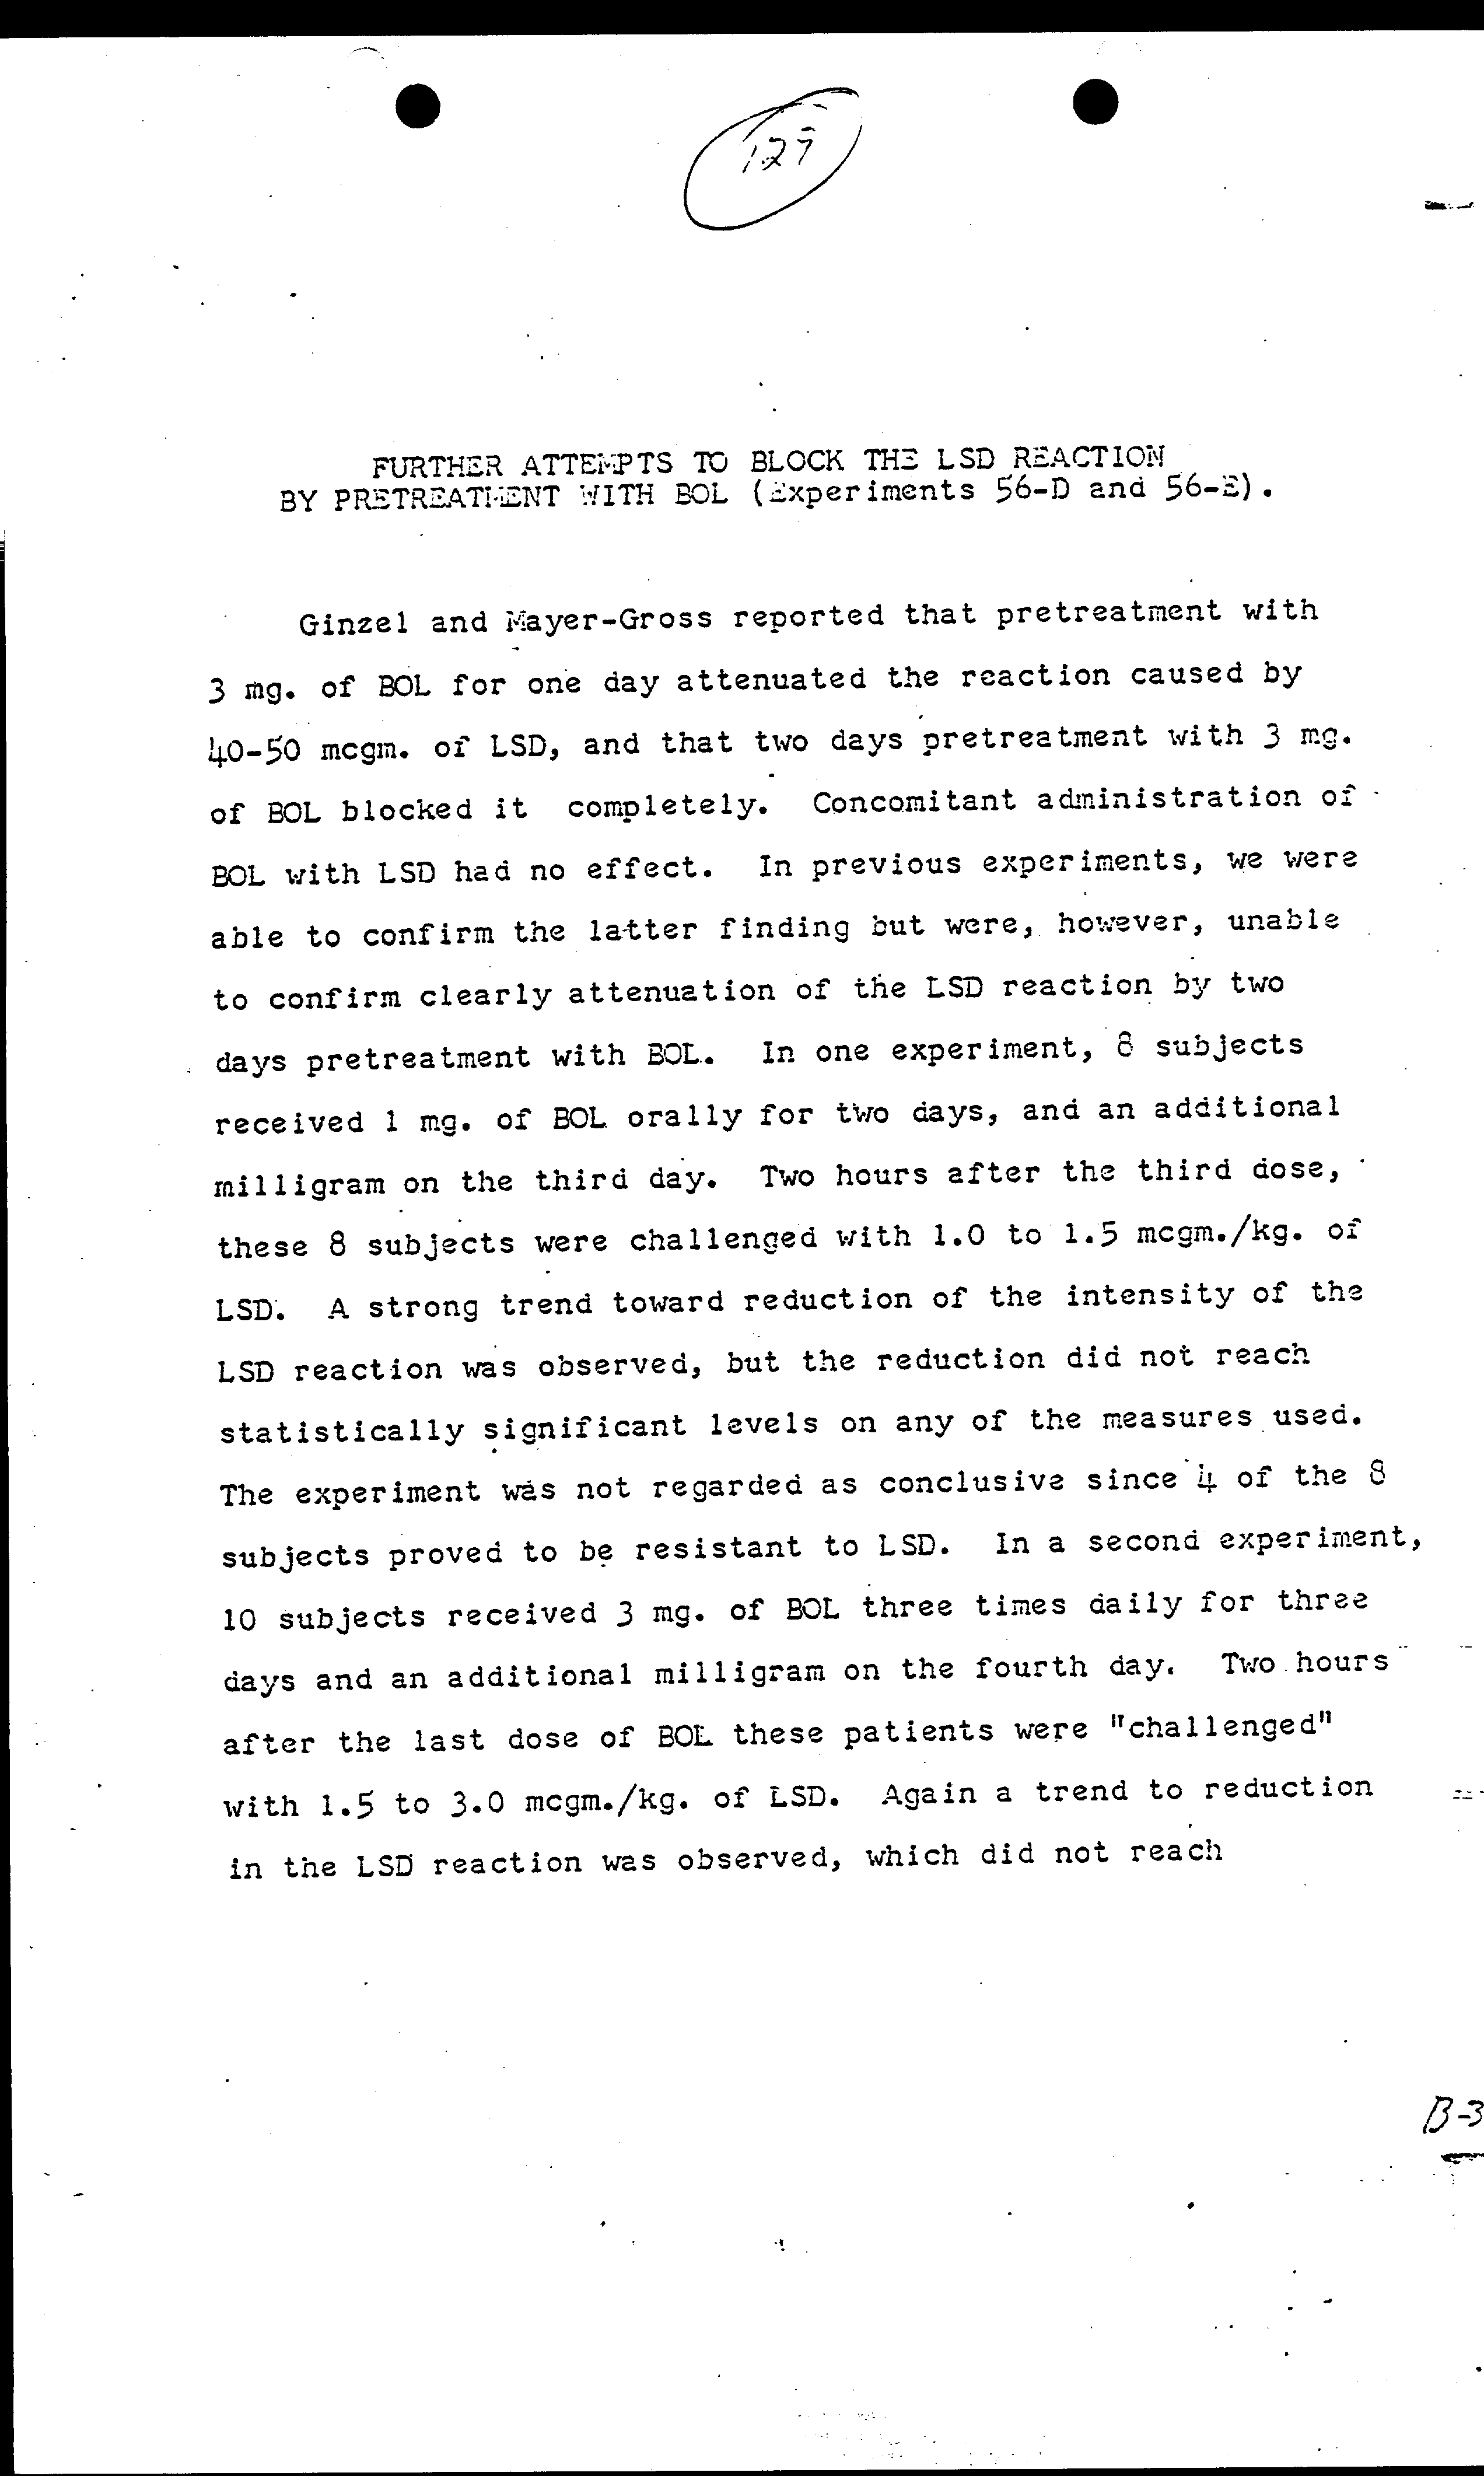 127
FURTHER ATTEMPTS TO BLOCK THE LSD REACTION
BY PRETREATMENT WITH BOL (Experiments 56-D and 56-E).
Ginzel and Mayer-Gross reported that pretreatment with
3 mg. of BOL for one day attenuated the reaction caused by
40-50 mcgm. of LSD, and that two days pretreatment with 3 mg.
of BOL blocked it completely. Concomitant administration of
BOL with LSD had no effect. In previous experiments, we were
able to confirm the latter finding but were, however, unable
to confirm clearly attenuation of the LSD reaction by two
days pretreatment with BOL. In one experiment, 8 subjects
received 1 mg. of BOL orally for two days, and an additional
milligram on the third day. Two hours after the third dose,
these 8 subjects were challenged with 1.0 to 1.5 mcgm./kg. of
LSD. A strong trend toward reduction of the intensity of the
LSD reaction was observed, but the reduction did not reach
statistically significant levels on any of the measures used.
The experiment was not regarded as conclusive since 4 of the 8
subjects proved to be resistant to LSD. In a second experiment,
10 subjects received 3 mg. of BOL three times daily for three
days and an additional milligram on the fourth day. Two hours
after the last dose of BOL these patients were "challenged"
with 1.5 to 3.0 mcgm./kg. of LSD. Again a trend to reduction
in the LSD reaction was observed, which did not reach
B-3